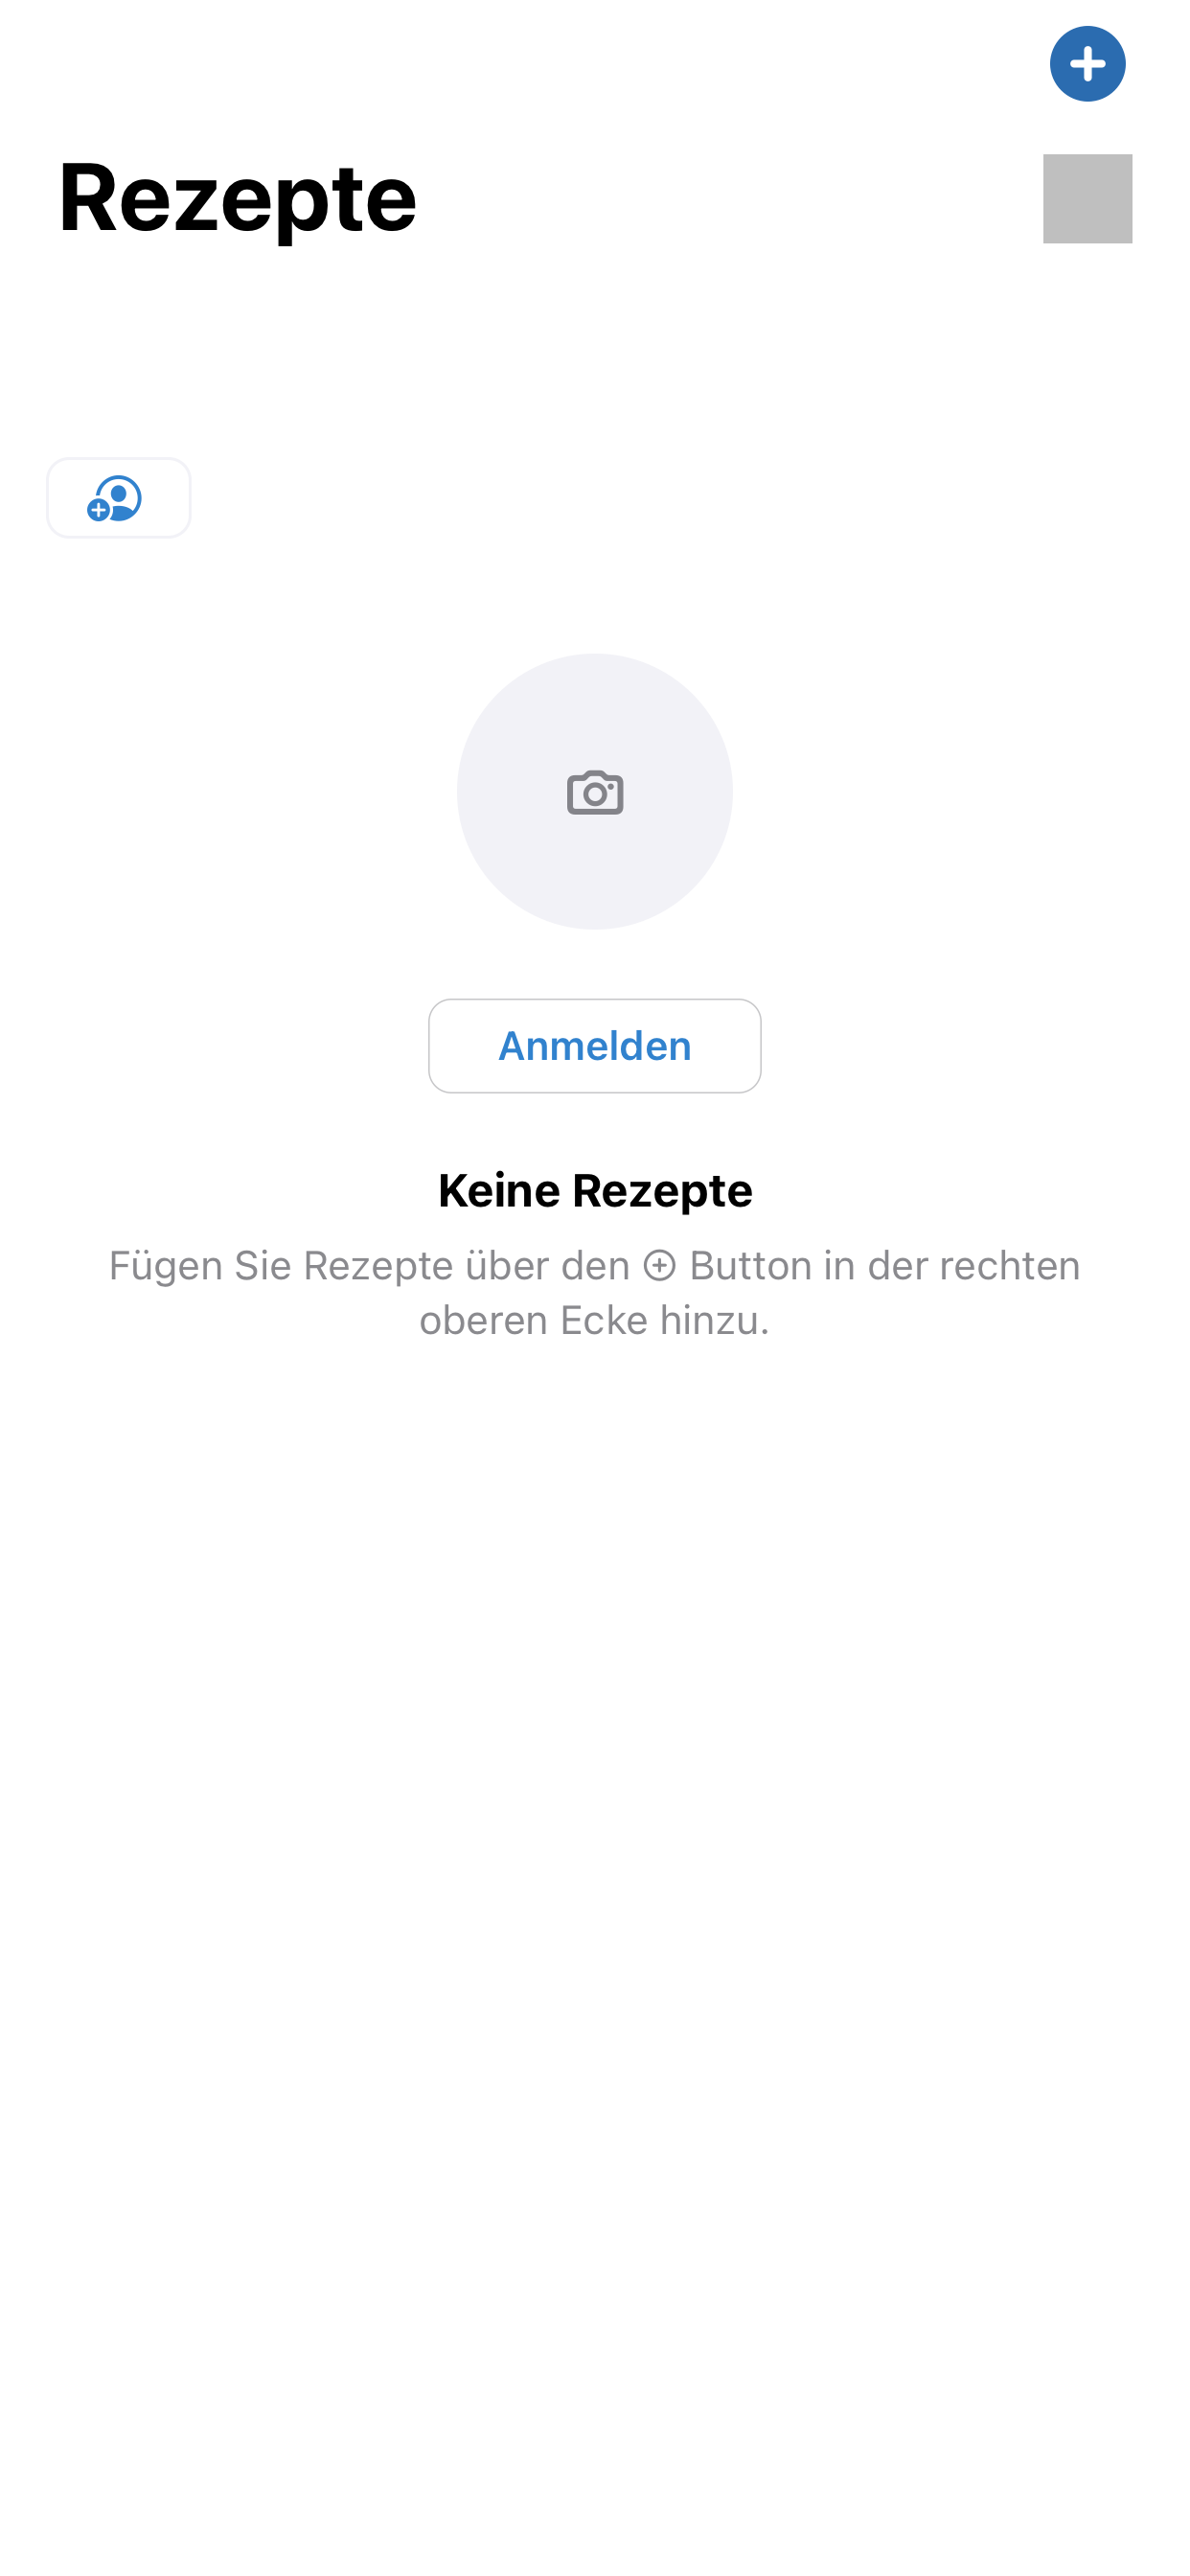 Rezepte
Anmelden
Keine Rezepte
Fügen Sie Rezepte über den ⊕ Button in der rechten
oberen Ecke hinzu.